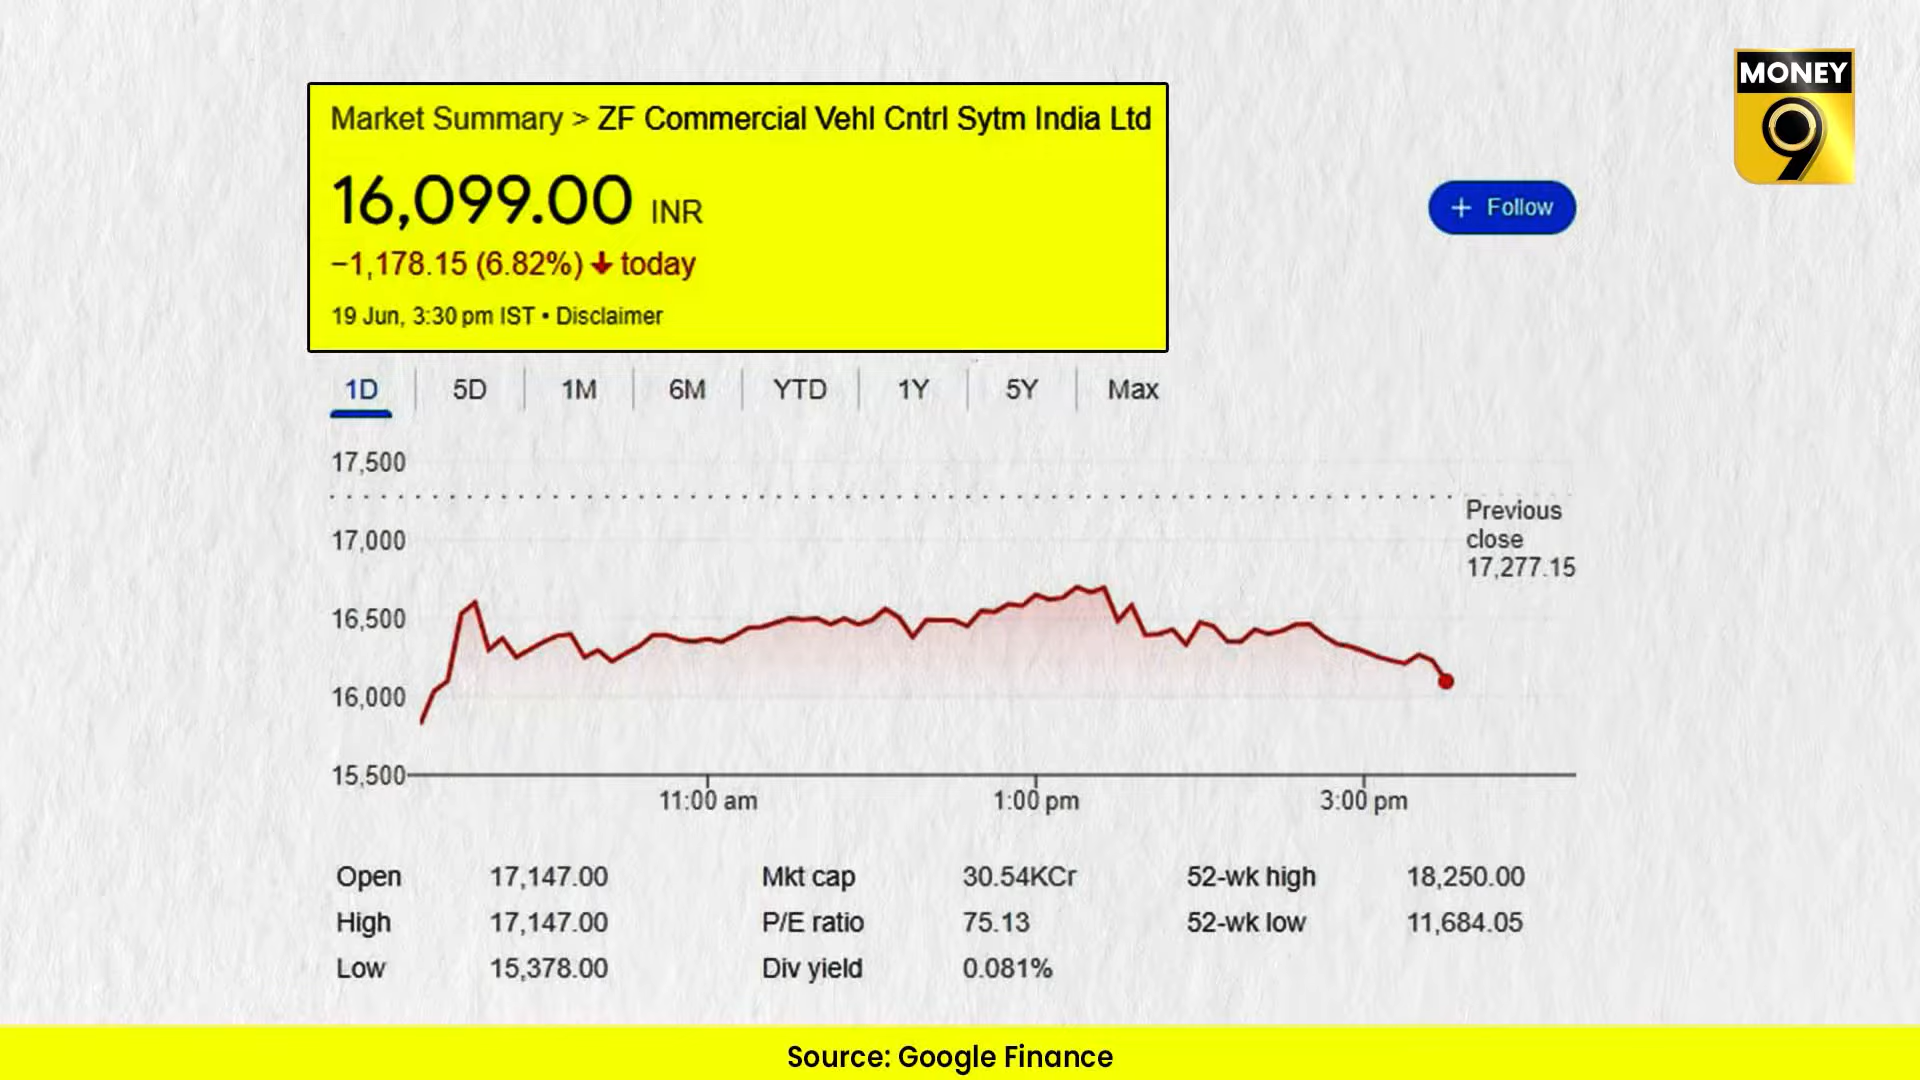 MONEY
9
Market Summary > ZF Commercial Vehl Cntrl Sytm India Ltd
16,099.00 INR
−1,178.15 (6.82%) ↓ today
19 Jun, 3:30 pm IST • Disclaimer
+ Follow
1D 5D 1M 6M YTD 1Y 5Y Max
17,500
Previous
close
17,277.15
17,000
16,500
16,000
15,500
11:00 am 1:00 pm 3:00 pm
Open 17,147.00 Mkt cap 30.54KCr 52-wk high 18,250.00
High 17,147.00 P/E ratio 75.13 52-wk low 11,684.05
Low 15,378.00 Div yield 0.081%
Source: Google Finance